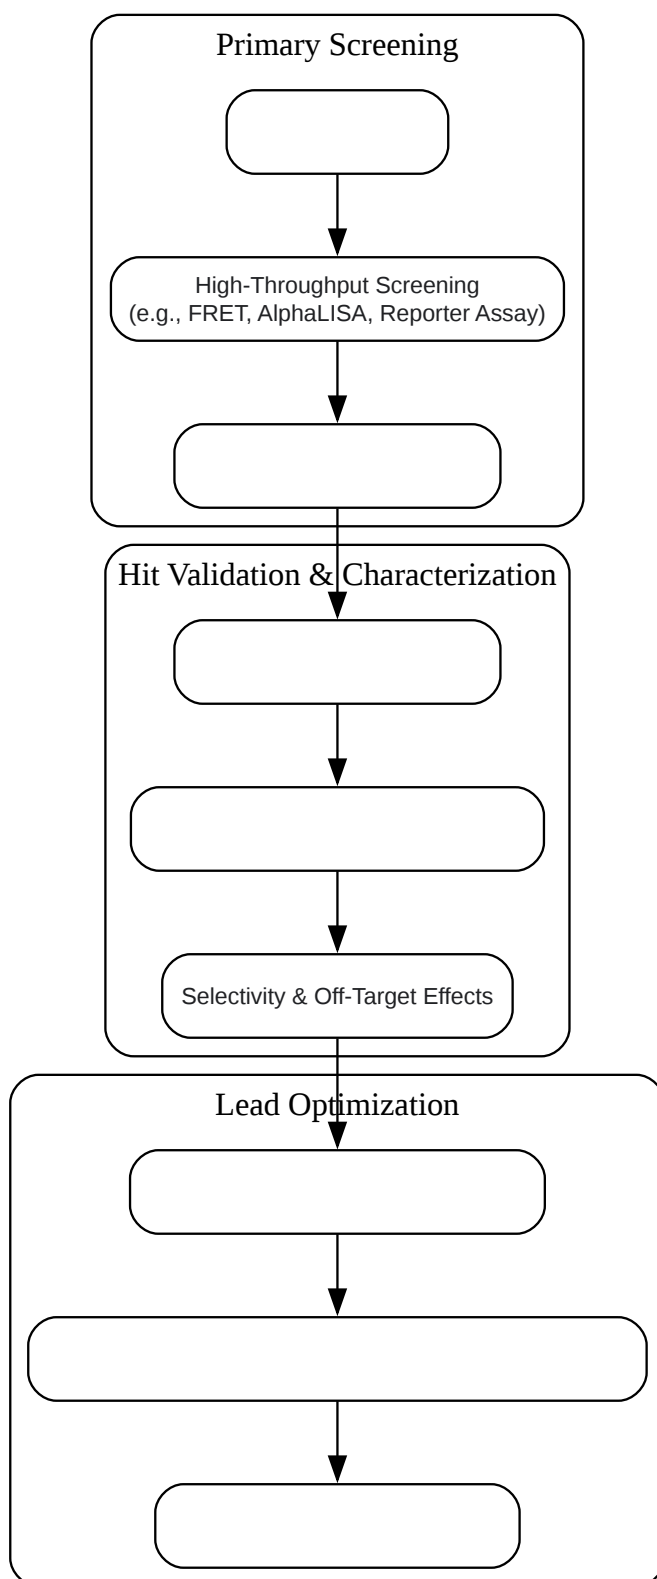 Primary Screening
High-Throughput Screening
(e.g., FRET, AlphaLISA, Reporter Assay)
Hit Validation & Characterization
Selectivity & Off-Target Effects
Lead Optimization